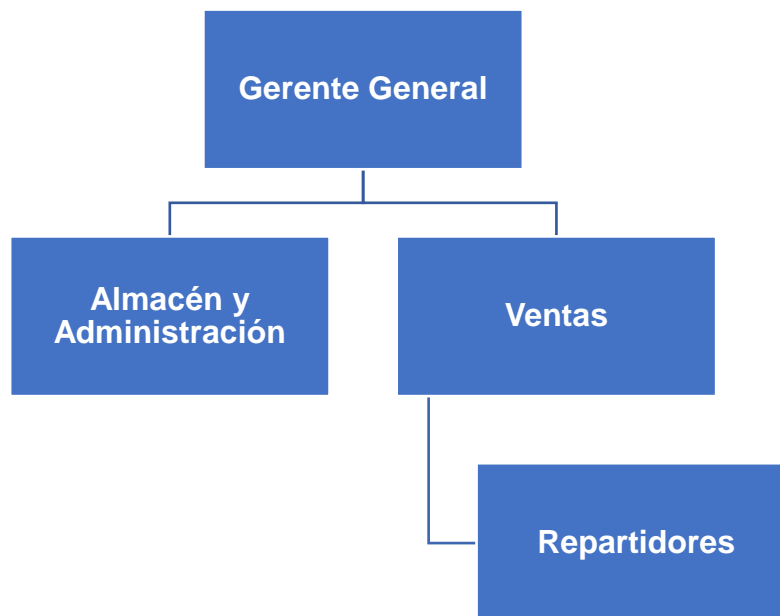 Gerente General
Almacén y
Administración
Ventas
Repartidores